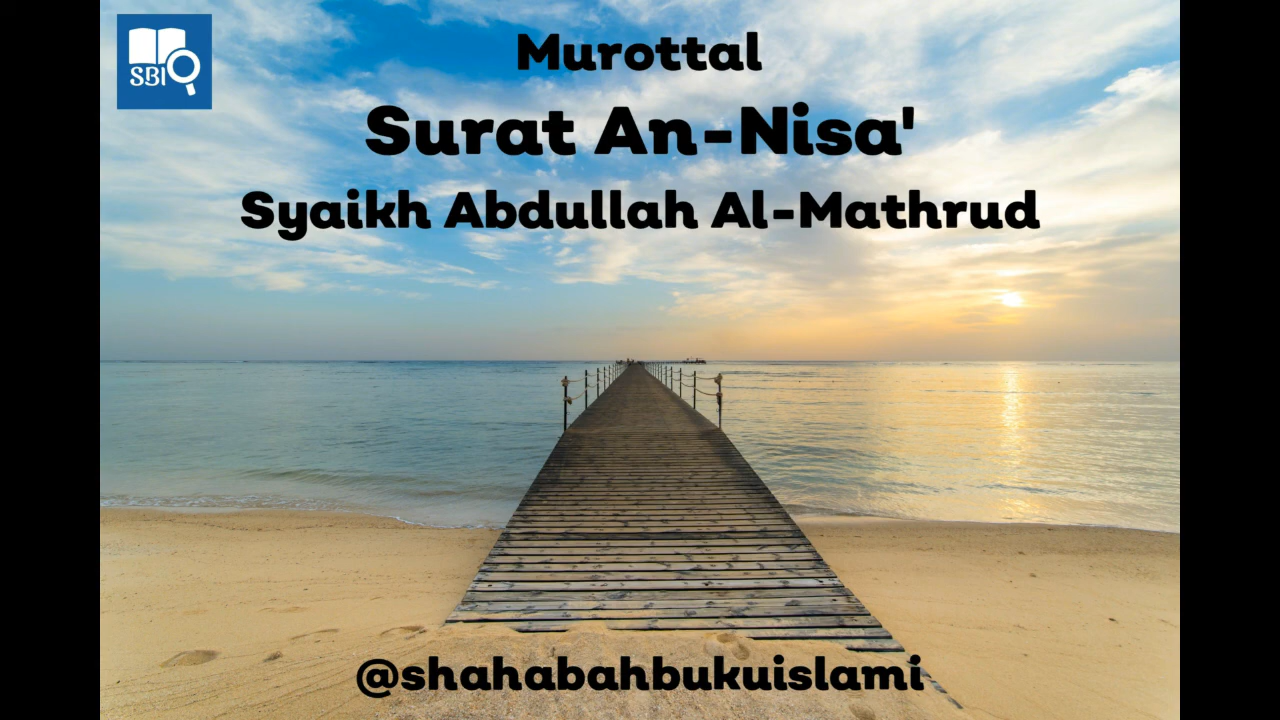 SBI
Murottal
Surat An-Nisa'
Syaikh Abdullah Al-Mathrud
@shahabahbukuislami